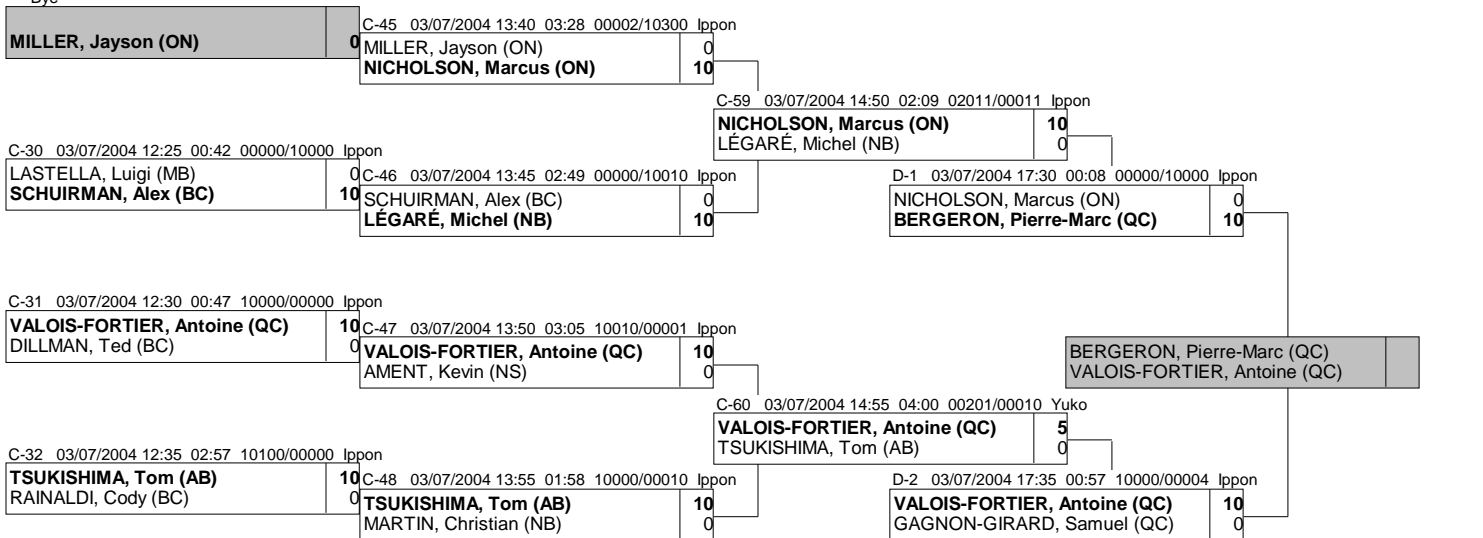 Bye
MILLER, Jayson (ON) 0
C-45 03/07/2004 13:40 03:28 00002/10300 Ippon
MILLER, Jayson (ON) 0
NICHOLSON, Marcus (ON) 10
C-59 03/07/2004 14:50 02:09 02011/00011 Ippon
NICHOLSON, Marcus (ON) 10
LÉGARÉ, Michel (NB) 0
C-30 03/07/2004 12:25 00:42 00000/10000 Ippon
LASTELLA, Luigi (MB) 0
SCHUIRMAN, Alex (BC) 10
C-46 03/07/2004 13:45 02:49 00000/10010 Ippon
SCHUIRMAN, Alex (BC) 0
LÉGARÉ, Michel (NB) 10
D-1 03/07/2004 17:30 00:08 00000/10000 Ippon
NICHOLSON, Marcus (ON) 0
BERGERON, Pierre-Marc (QC) 10
C-31 03/07/2004 12:30 00:47 10000/00000 Ippon
VALOIS-FORTIER, Antoine (QC) 10
DILLMAN, Ted (BC) 0
C-47 03/07/2004 13:50 03:05 10010/00001 Ippon
VALOIS-FORTIER, Antoine (QC) 10
AMENT, Kevin (NS) 0
BERGERON, Pierre-Marc (QC)
VALOIS-FORTIER, Antoine (QC)
C-60 03/07/2004 14:55 04:00 00201/00010 Yuko
VALOIS-FORTIER, Antoine (QC) 5
TSUKISHIMA, Tom (AB) 0
C-32 03/07/2004 12:35 02:57 10100/00000 Ippon
TSUKISHIMA, Tom (AB) 10
RAINALDI, Cody (BC) 0
C-48 03/07/2004 13:55 01:58 10000/00010 Ippon
TSUKISHIMA, Tom (AB) 10
MARTIN, Christian (NB) 0
D-2 03/07/2004 17:35 00:57 10000/00004 Ippon
VALOIS-FORTIER, Antoine (QC) 10
GAGNON-GIRARD, Samuel (QC) 0